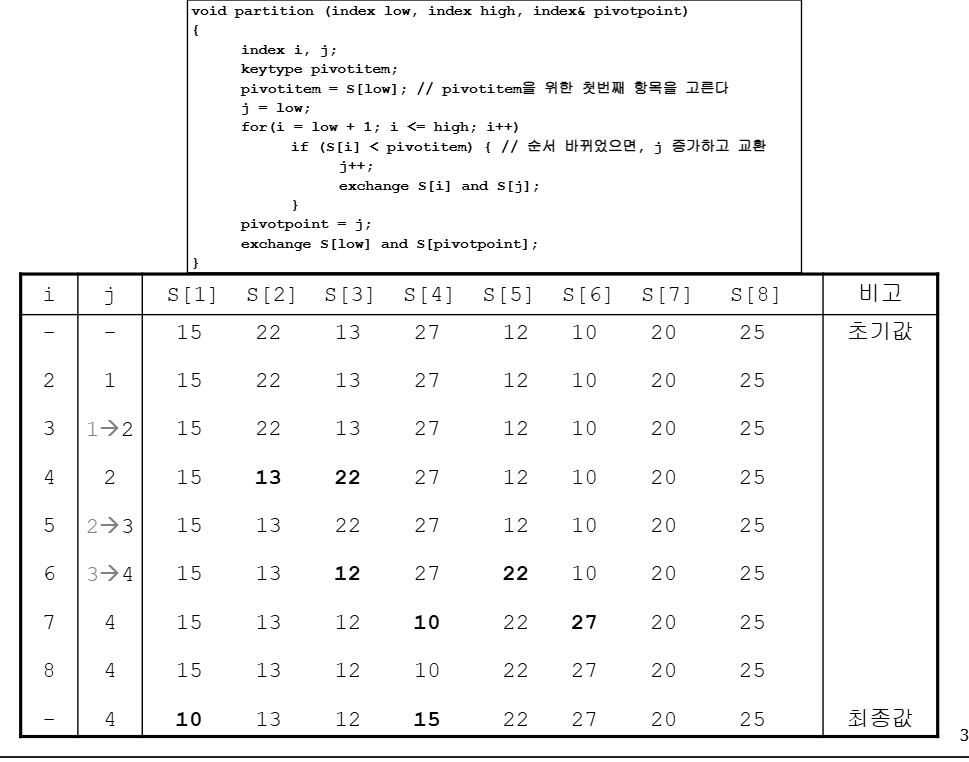 void partition (index low, index high, index& pivotpoint)
{
index i, j;
keytype pivotitem;
pivotitem = S[low]; // pivotitem을 위한 첫번째 항목을 고른다
j = low;
for(i = low + 1; i <= high; i++)
if (S[i] < pivotitem) { // 순서 바뀌었으면, j 증가하고 교환
j++;
exchange S[i] and S[j];
}
pivotpoint = j;
exchange S[low] and S[pivotpoint];
}
i j S[1] S[2] S[3] S[4] S[5] S[6] S[7] S[8] 비고
- - 15 22 13 27 12 10 20 25 초기값
2 1 15 22 13 27 12 10 20 25
3 1→2 15 22 13 27 12 10 20 25
4 2 15 13 22 27 12 10 20 25
5 2→3 15 13 22 27 12 10 20 25
6 3→4 15 13 12 27 22 10 20 25
7 4 15 13 12 10 22 27 20 25
8 4 15 13 12 10 22 27 20 25
- 4 10 13 12 15 22 27 20 25 최종값
3